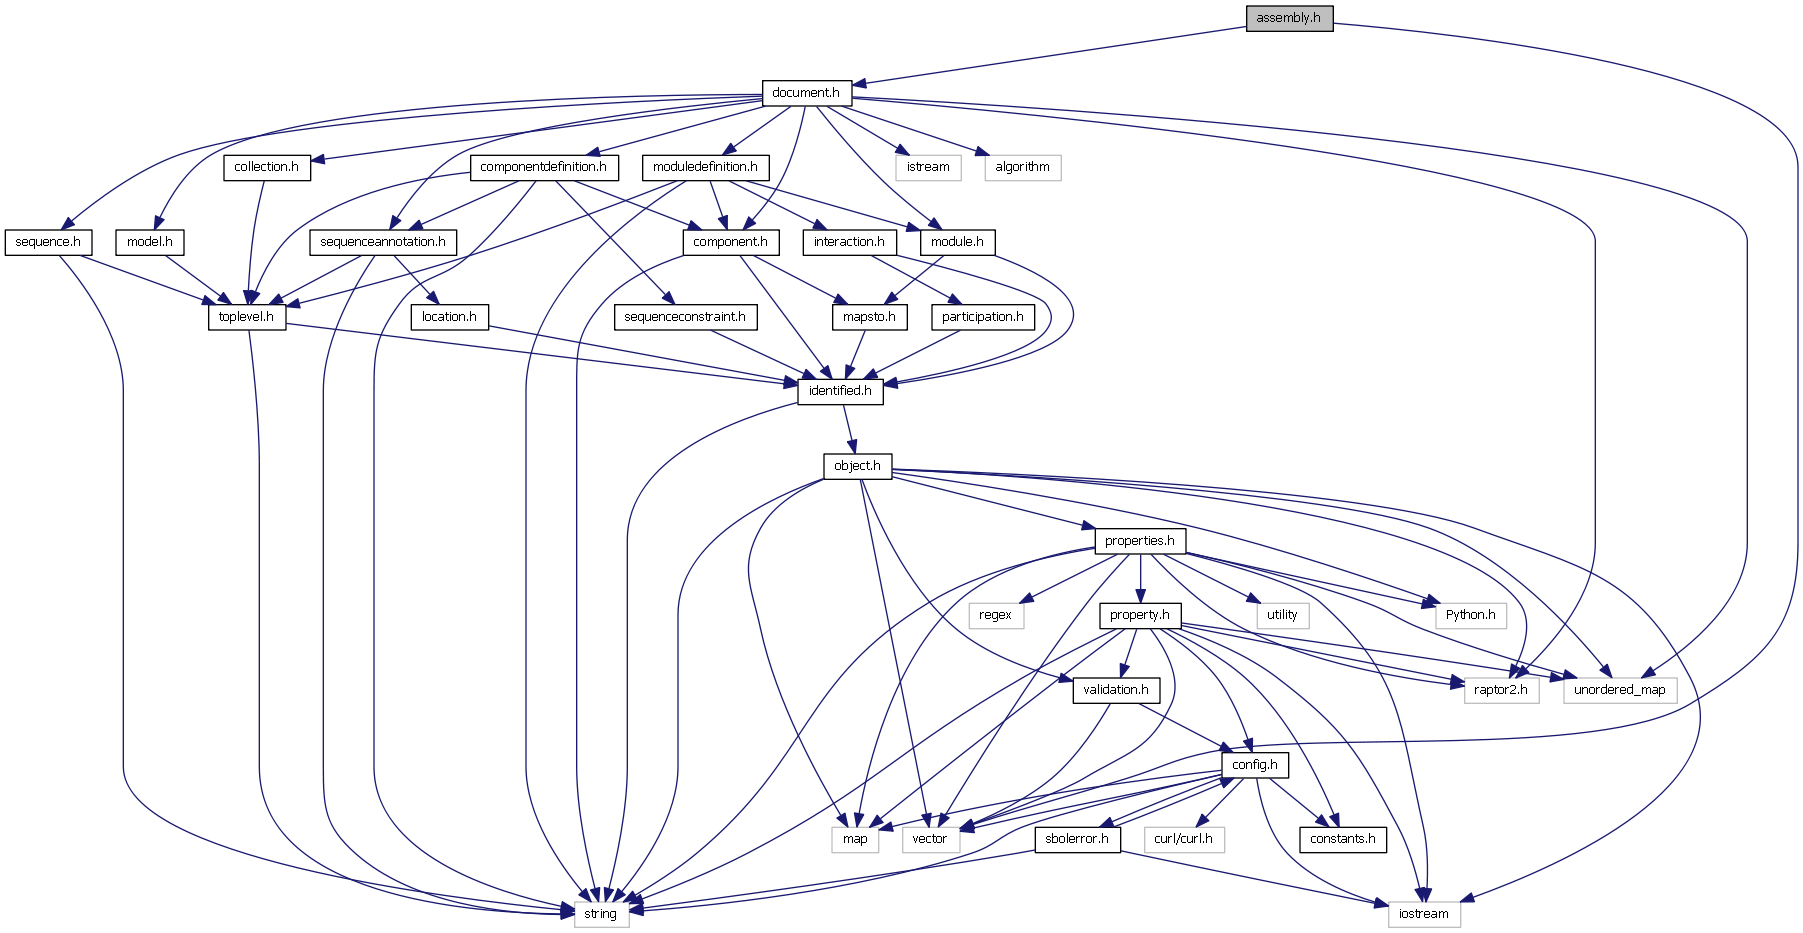 assembly.h
document.h
collection.h
componentdefinition.h
moduledefinition.h
istream
algorithm
sequence.h
model.h
sequenceannotation.h
component.h
interaction.h
module.h
toplevel.h
location.h
sequenceconstraint.h
mapsto.h
participation.h
identified.h
object.h
properties.h
regex
property.h
utility
Python.h
validation.h
raptor2.h
unordered_map
config.h
map
vector
sbolerror.h
curl/curl.h
constants.h
string
iostream